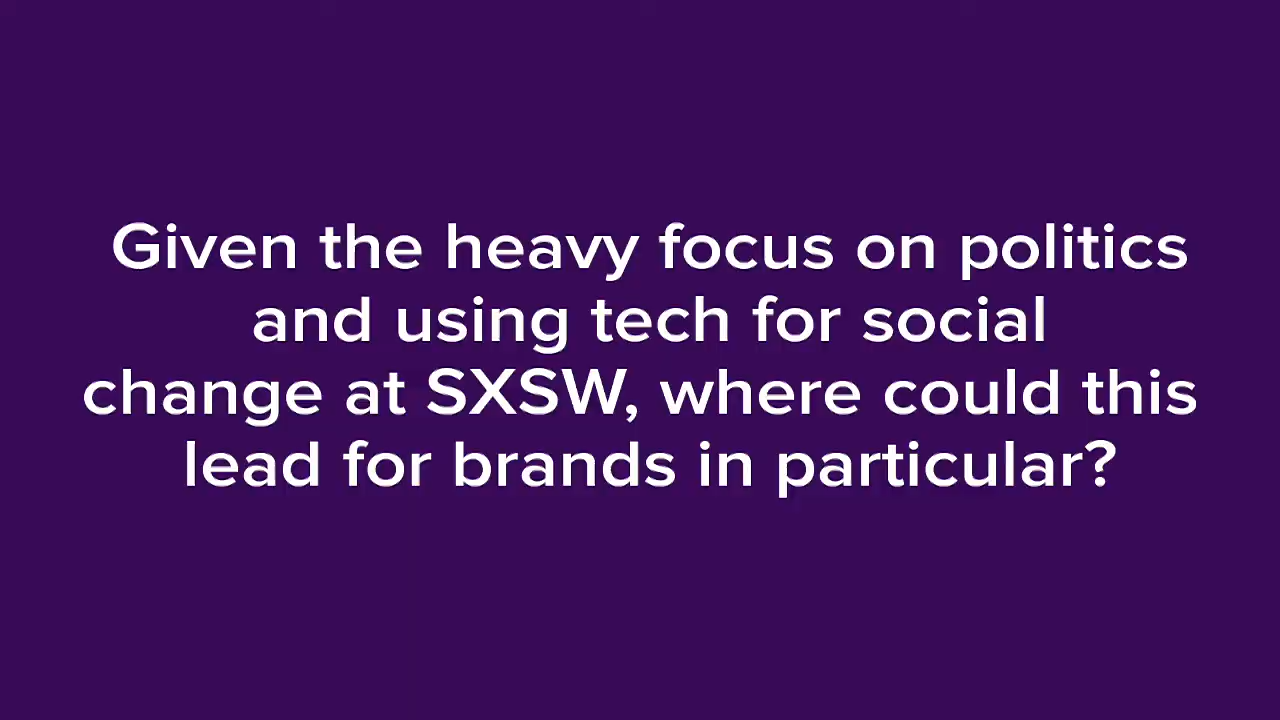 Given the heavy focus on politics
and using tech for social
change at SXSW, where could this
lead for brands in particular?